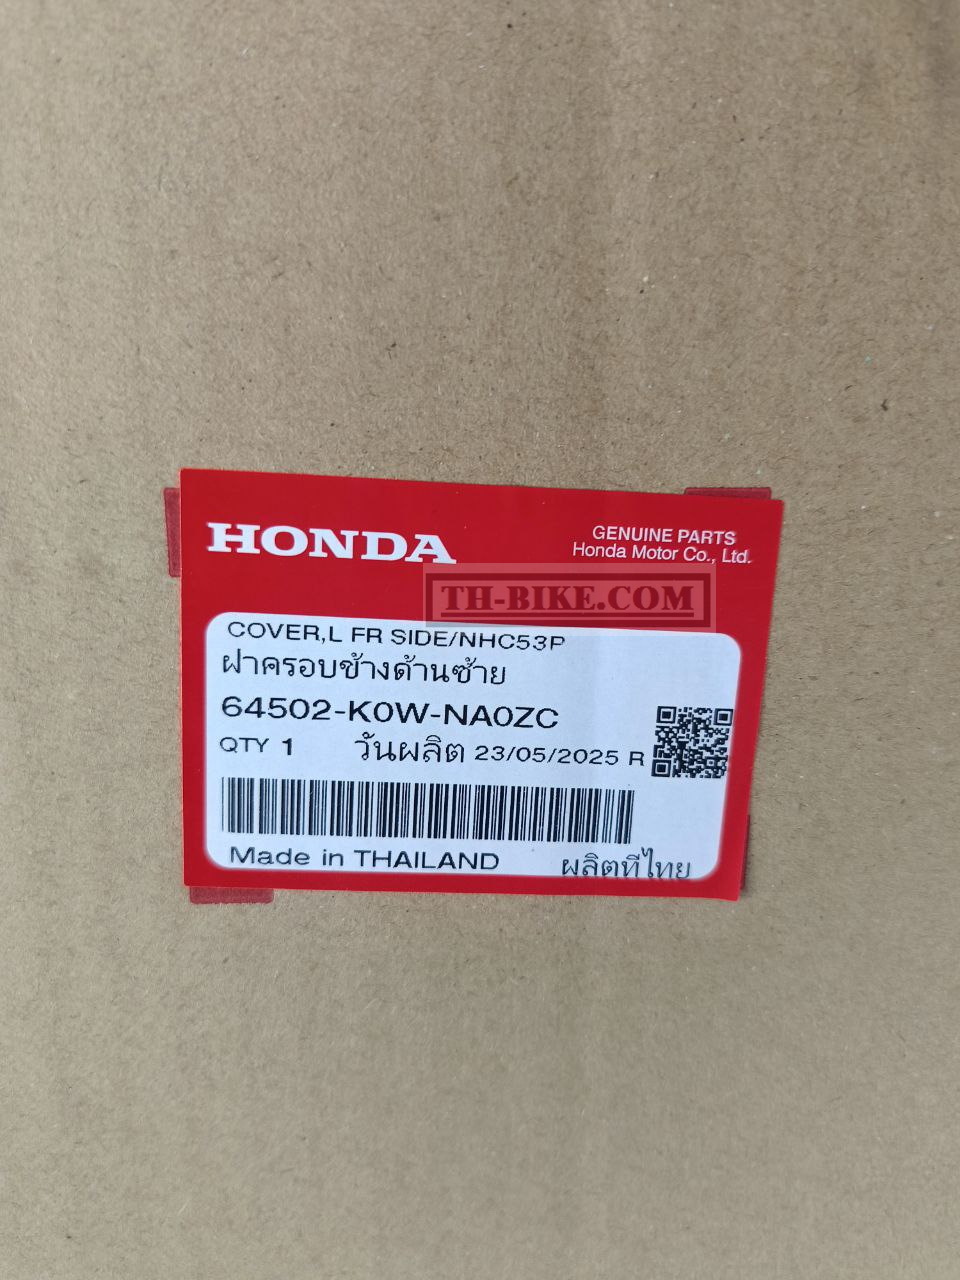 HONDA
GENUINE PARTS
Honda Motor Co., Ltd.
TH-BIKE.COM
COVER,L FR SIDE/NHC53P
ฝาครอบข้างด้านซ้าย
64502-K0W-NA0ZC
QTY 1 วันผลิต 23/05/2025 R
Made in THAILAND ผลิตที่ไทย